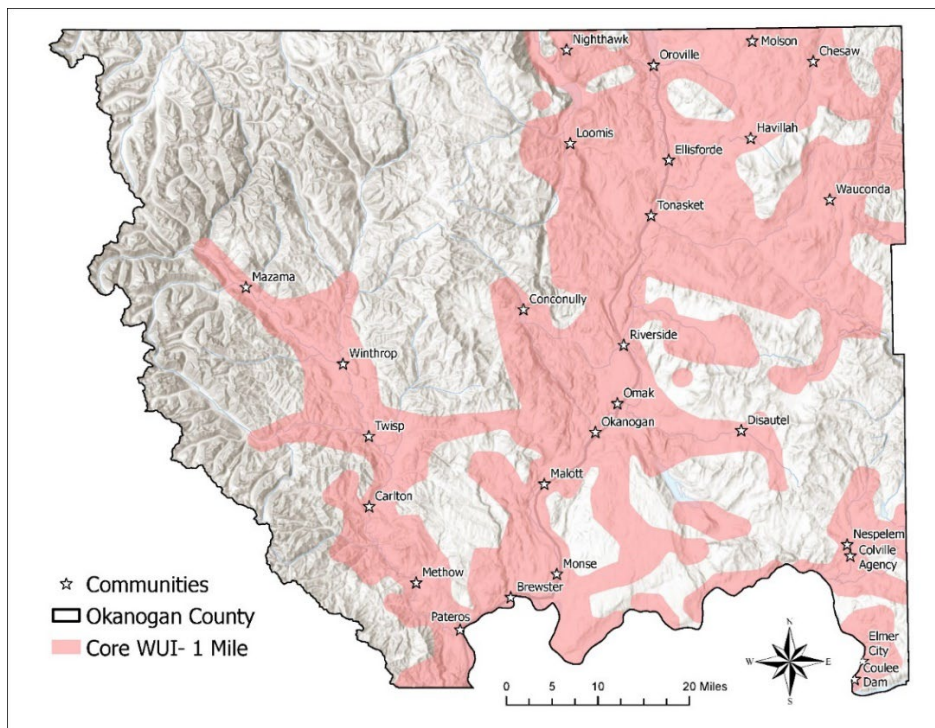 Nighthawk
Oroville
Molson
Chesaw
Loomis
Havillah
Ellisforde
Wauconda
Tonasket
Mazama
Conconully
Riverside
Winthrop
Omak
Okanogan
Disautel
Twisp
Malott
Carlton
Nespelem
Colville
Agency
Monse
Methow
Brewster
Pateros
Elmer
City
Coulee
Dam
Communities
Okanogan County
Core WUI- 1 Mile
N
W
E
S
0 5 10 20 Miles